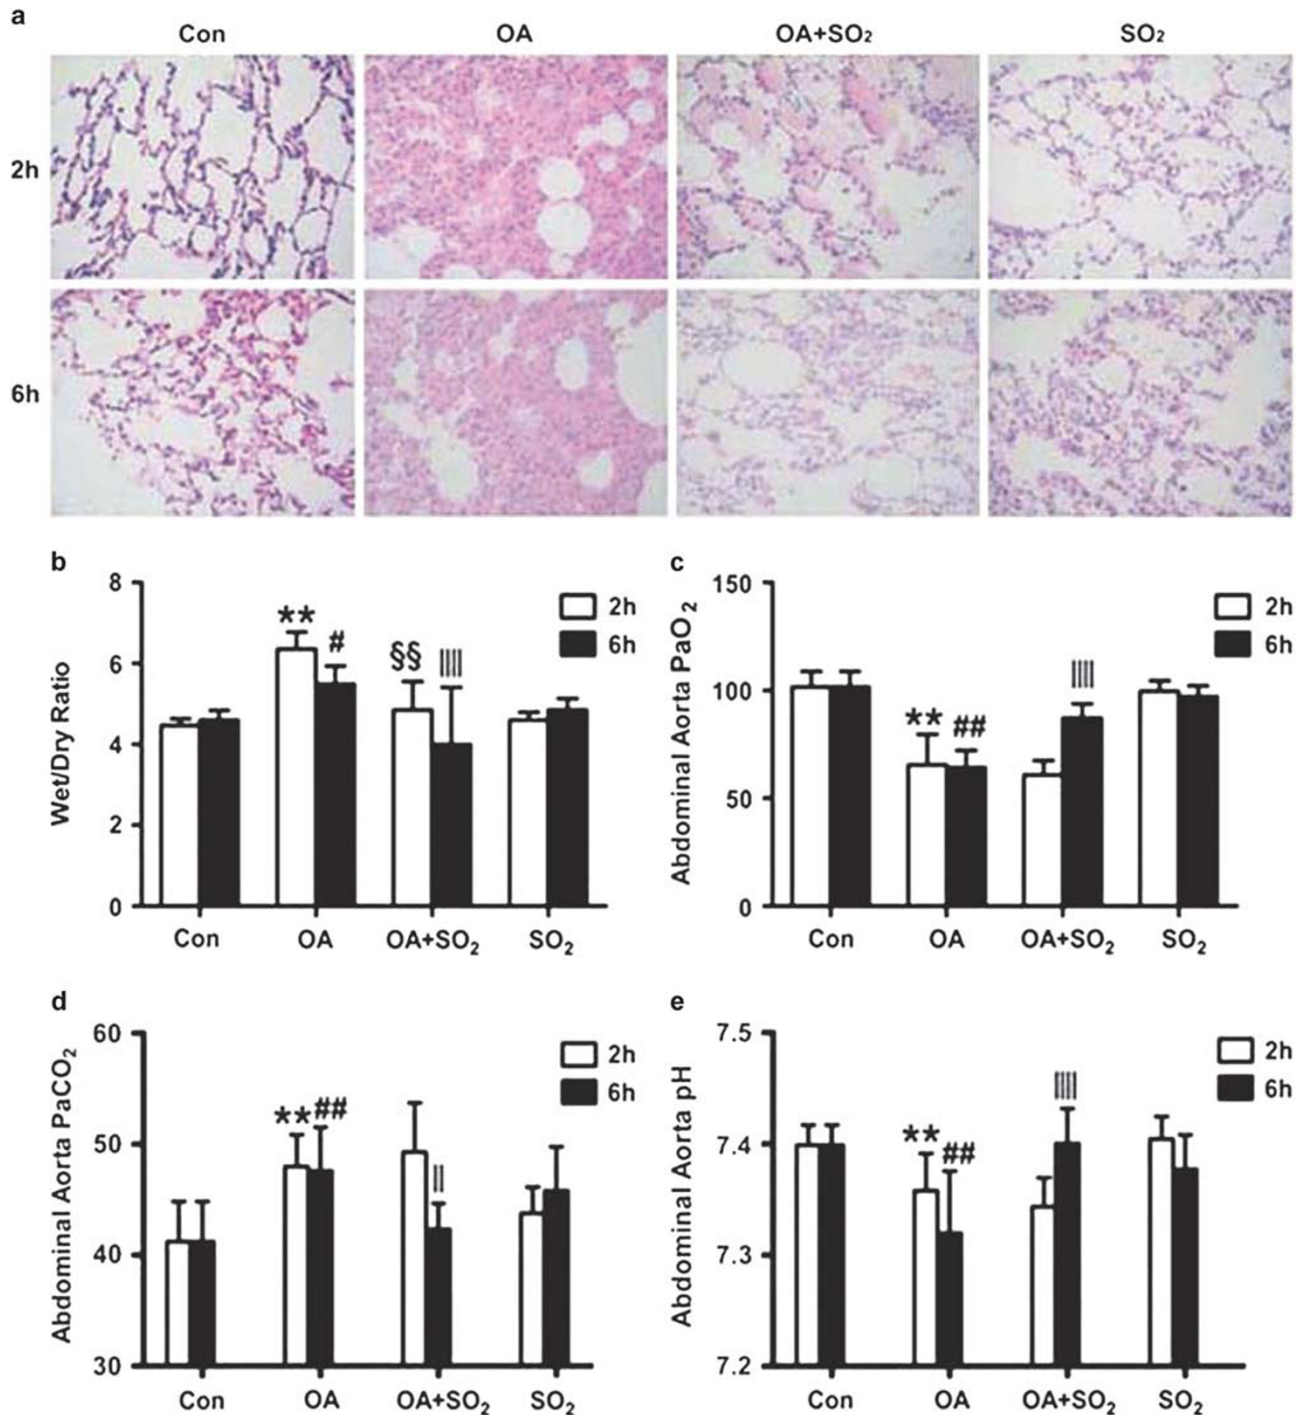 a
Con OA OA+SO₂ SO₂
2h
6h
b
Wet/Dry Ratio
8
6
4
2
0
** # §§ ||||
2h
6h
Con OA OA+SO₂ SO₂
c
Abdominal Aorta PaO₂
150
100
50
0
** ## ||||
2h
6h
Con OA OA+SO₂ SO₂
d
Abdominal Aorta PaCO₂
60
50
40
30
** ## ||
2h
6h
Con OA OA+SO₂ SO₂
e
Abdominal Aorta pH
7.5
7.4
7.3
7.2
** ## ||||
2h
6h
Con OA OA+SO₂ SO₂